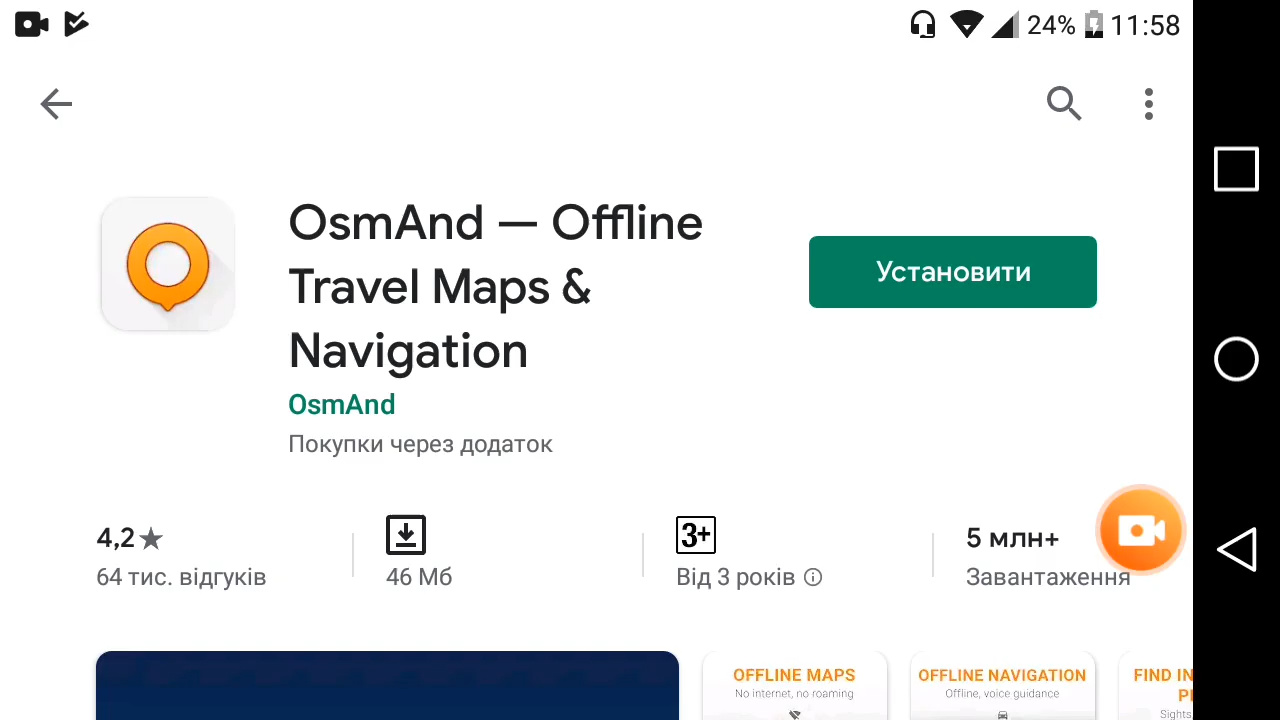 24% 11:58
OsmAnd — Offline
Travel Maps &
Navigation
Установити
OsmAnd
Покупки через додаток
4,2★
64 тис. відгуків
46 Мб
3+
Від 3 років
5 млн+
Завантаження
OFFLINE MAPS
No internet, no roaming
OFFLINE NAVIGATION
Offline, voice guidance
FIND IN
Sights